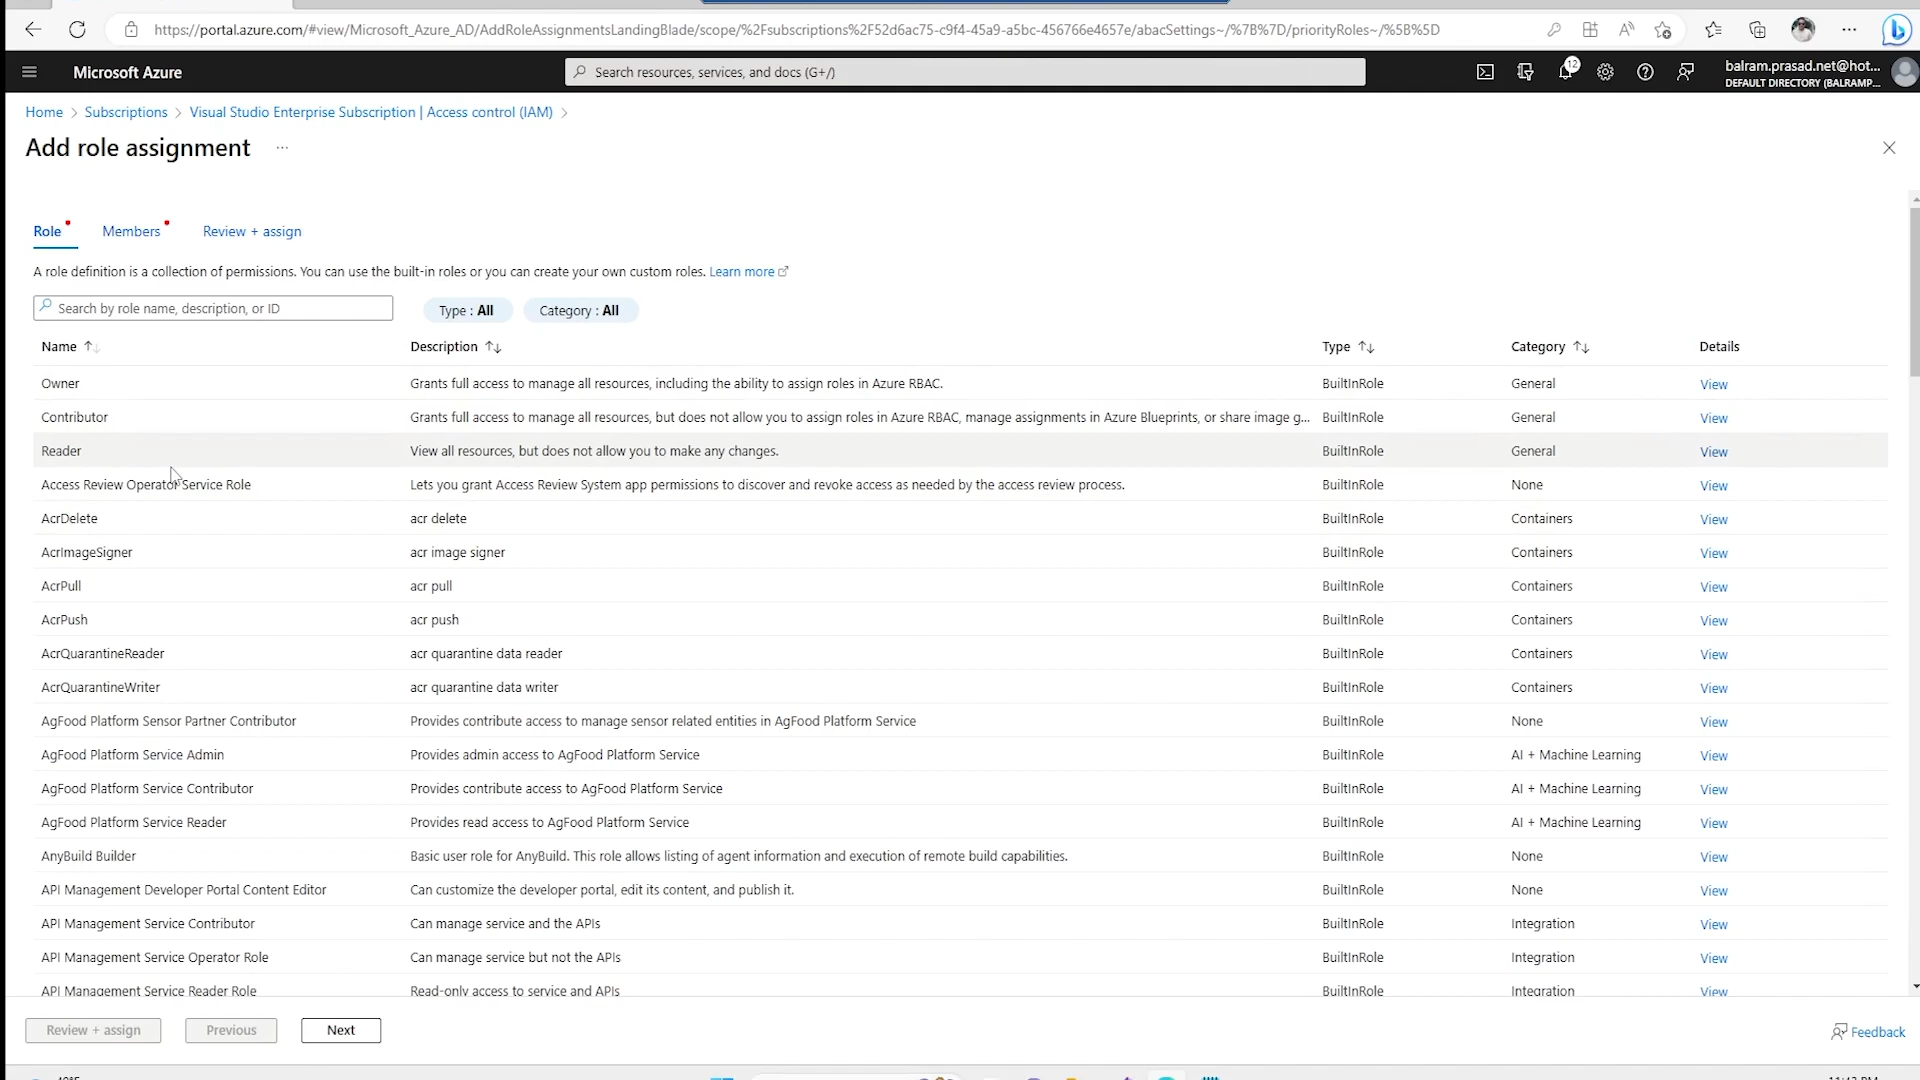 https://portal.azure.com/#view/Microsoft_Azure_AD/AddRoleAssignmentsLandingBlade/scope/%2Fsubscriptions%2F52d6ac75-c9f4-45a9-a5bc-456766e4657e/abacSettings~/%7B%7D/priorityRoles~/%5B%5D
Microsoft Azure
Search resources, services, and docs (G+/)
12
balram.prasad.net@hot...
DEFAULT DIRECTORY (BALRAMP...
Home > Subscriptions > Visual Studio Enterprise Subscription | Access control (IAM) >
Add role assignment ...
Role Members Review + assign
A role definition is a collection of permissions. You can use the built-in roles or you can create your own custom roles. Learn more
Search by role name, description, or ID Type : All Category : All
Name Description Type Category Details
Owner Grants full access to manage all resources, including the ability to assign roles in Azure RBAC. BuiltInRole General View
Contributor Grants full access to manage all resources, but does not allow you to assign roles in Azure RBAC, manage assignments in Azure Blueprints, or share image g... BuiltInRole General View
Reader View all resources, but does not allow you to make any changes. BuiltInRole General View
Access Review Operator Service Role Lets you grant Access Review System app permissions to discover and revoke access as needed by the access review process. BuiltInRole None View
AcrDelete acr delete BuiltInRole Containers View
AcrImageSigner acr image signer BuiltInRole Containers View
AcrPull acr pull BuiltInRole Containers View
AcrPush acr push BuiltInRole Containers View
AcrQuarantineReader acr quarantine data reader BuiltInRole Containers View
AcrQuarantineWriter acr quarantine data writer BuiltInRole Containers View
AgFood Platform Sensor Partner Contributor Provides contribute access to manage sensor related entities in AgFood Platform Service BuiltInRole None View
AgFood Platform Service Admin Provides admin access to AgFood Platform Service BuiltInRole AI + Machine Learning View
AgFood Platform Service Contributor Provides contribute access to AgFood Platform Service BuiltInRole AI + Machine Learning View
AgFood Platform Service Reader Provides read access to AgFood Platform Service BuiltInRole AI + Machine Learning View
AnyBuild Builder Basic user role for AnyBuild. This role allows listing of agent information and execution of remote build capabilities. BuiltInRole None View
API Management Developer Portal Content Editor Can customize the developer portal, edit its content, and publish it. BuiltInRole None View
API Management Service Contributor Can manage service and the APIs BuiltInRole Integration View
API Management Service Operator Role Can manage service but not the APIs BuiltInRole Integration View
API Management Service Reader Role Read-only access to service and APIs BuiltInRole Integration View
Review + assign Previous Next Feedback